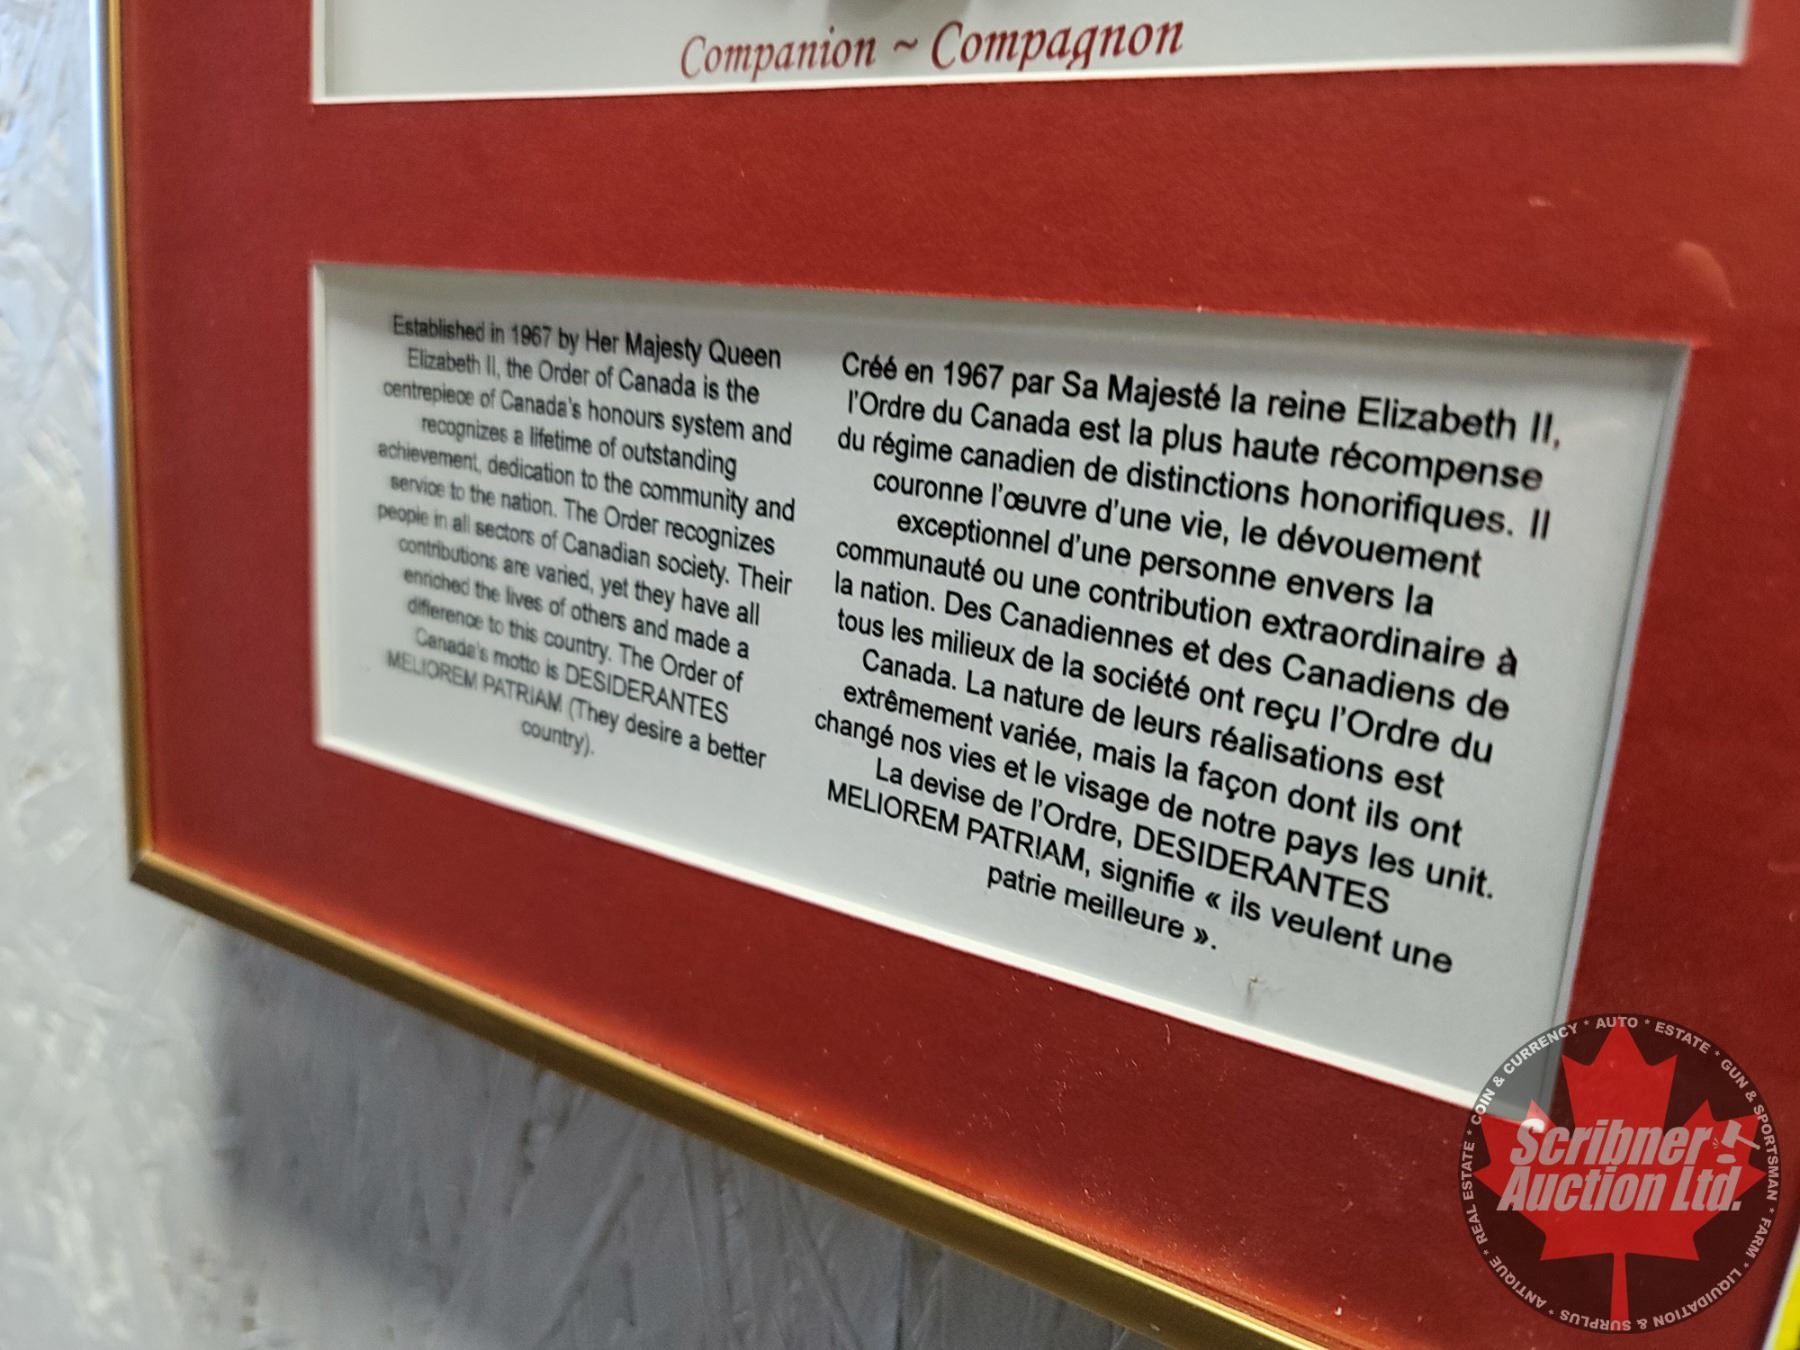 Companion ~ Compagnon
Established in 1967 by Her Majesty Queen
Elizabeth II, the Order of Canada is the
centrepiece of Canada's honours system and
recognizes a lifetime of outstanding
achievement, dedication to the community and
service to the nation. The Order recognizes
people in all sectors of Canadian society. Their
contributions are varied, yet they have all
enriched the lives of others and made a
difference to this country. The Order of
Canada's motto is DESIDERANTES
MELIOREM PATRIAM (They desire a better
country).
Créé en 1967 par Sa Majesté la reine Elizabeth II,
l'Ordre du Canada est la plus haute récompense
du régime canadien de distinctions honorifiques. Il
couronne l'œuvre d'une vie, le dévouement
exceptionnel d'une personne envers la
communauté ou une contribution extraordinaire à
la nation. Des Canadiennes et des Canadiens de
tous les milieux de la société ont reçu l'Ordre du
Canada. La nature de leurs réalisations est
extrêmement variée, mais la façon dont ils ont
changé nos vies et le visage de notre pays les unit.
La devise de l'Ordre, DESIDERANTES
MELIOREM PATRIAM, signifie « ils veulent une
patrie meilleure ».
Scribner
Auction Ltd.
ANTIQUE * REAL ESTATE * COIN & CURRENCY * AUTO * ESTATE * GUN & SPORTSMAN * FARM * LIQUIDATION & SURPLUS *